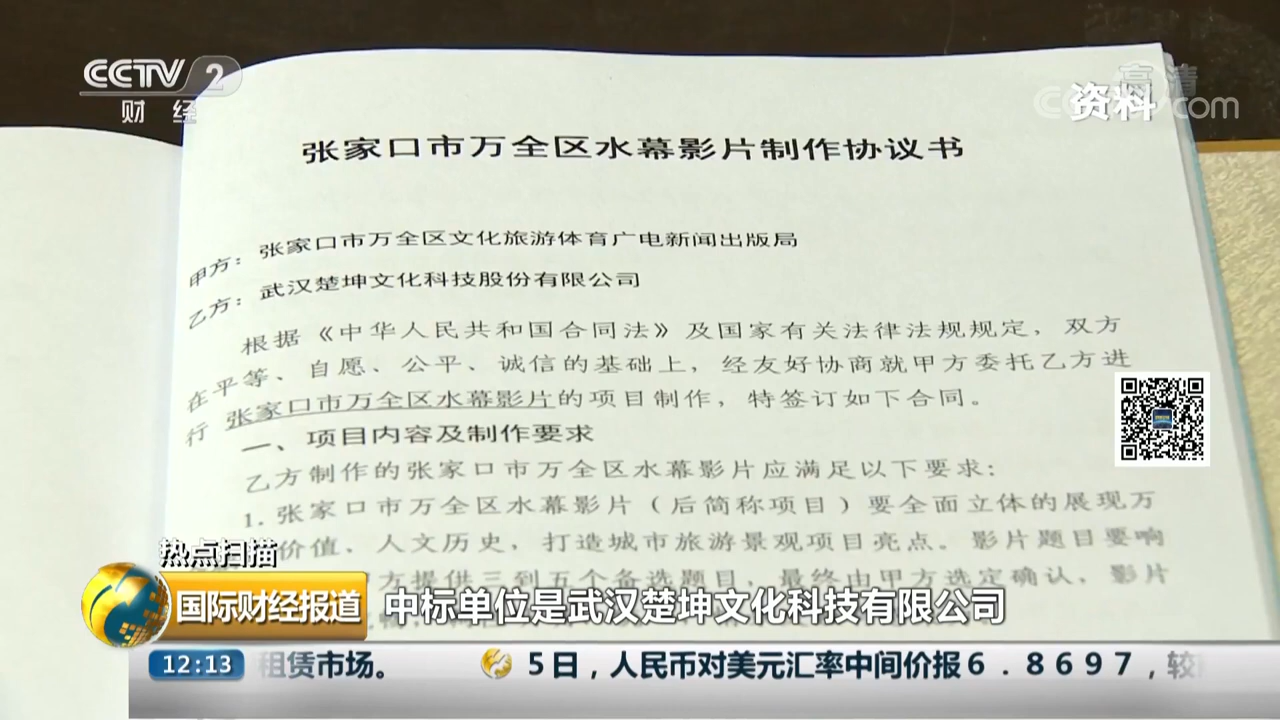 CCTV 2
财经
高清
资料
张家口市万全区水幕影片制作协议书
甲方：张家口市万全区文化旅游体育广电新闻出版局
乙方：武汉楚坤文化科技股份有限公司
根据《中华人民共和国合同法》及国家有关法律法规规定，双方
在平等、自愿、公平、诚信的基础上，经友好协商就甲方委托乙方进
行 张家口市万全区水幕影片的项目制作，特签订如下合同。
一、项目内容及制作要求
乙方制作的张家口市万全区水幕影片应满足以下要求：
1. 张家口市万全区水幕影片（后简称项目）要全面立体的展现万
价值、人文历史，打造城市旅游景观项目亮点。影片题目要响
方提供三到五个备选题目，最终由甲方选定确认，影片
热点扫描
国际财经报道
中标单位是武汉楚坤文化科技有限公司
12:13 租赁市场。 5日，人民币对美元汇率中间价报6.8697，较